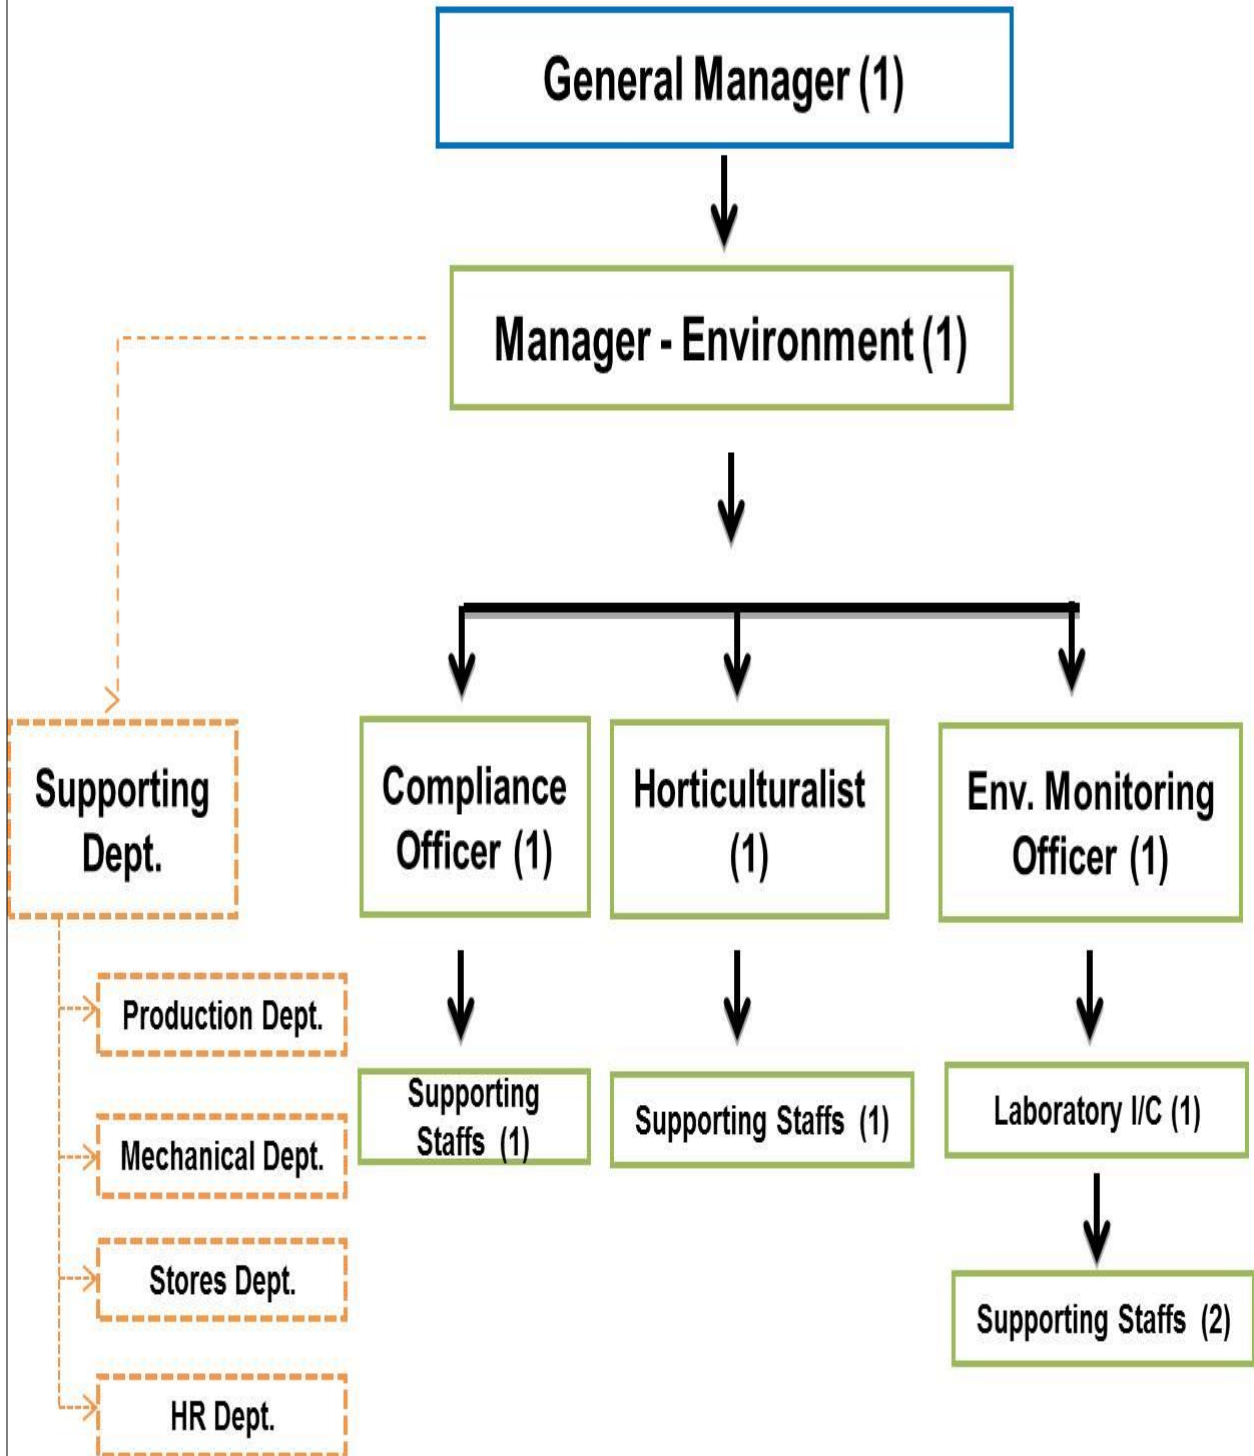 General Manager (1)
Manager - Environment (1)
Supporting
Dept.
Compliance
Officer (1)
Horticulturalist
(1)
Env. Monitoring
Officer (1)
Production Dept.
Mechanical Dept.
Stores Dept.
HR Dept.
Supporting
Staffs (1)
Supporting Staffs (1)
Laboratory I/C (1)
Supporting Staffs (2)